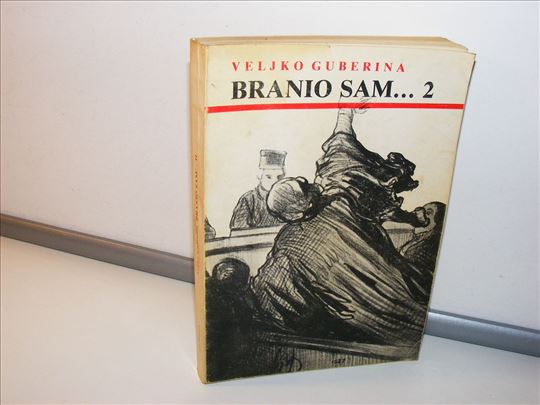 VELJKO GUBERINA
BRANIO SAM... 2